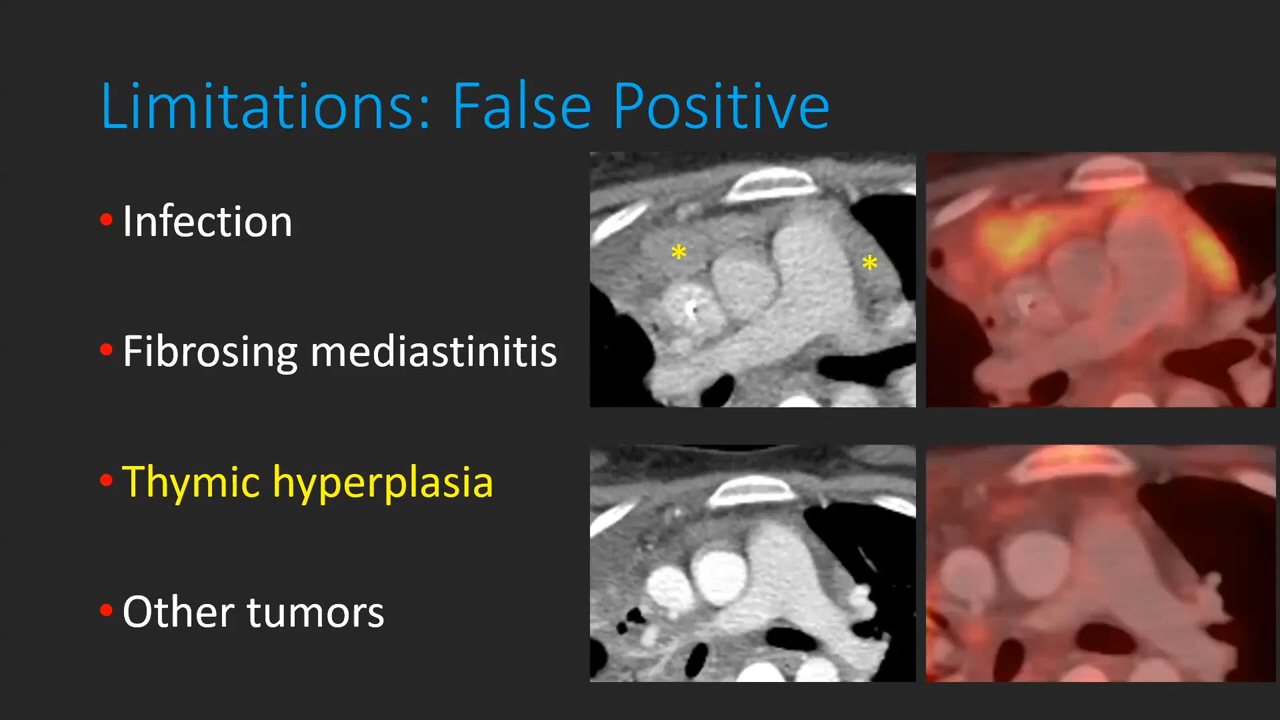 Limitations: False Positive
• Infection
• Fibrosing mediastinitis
• Thymic hyperplasia
• Other tumors
* *